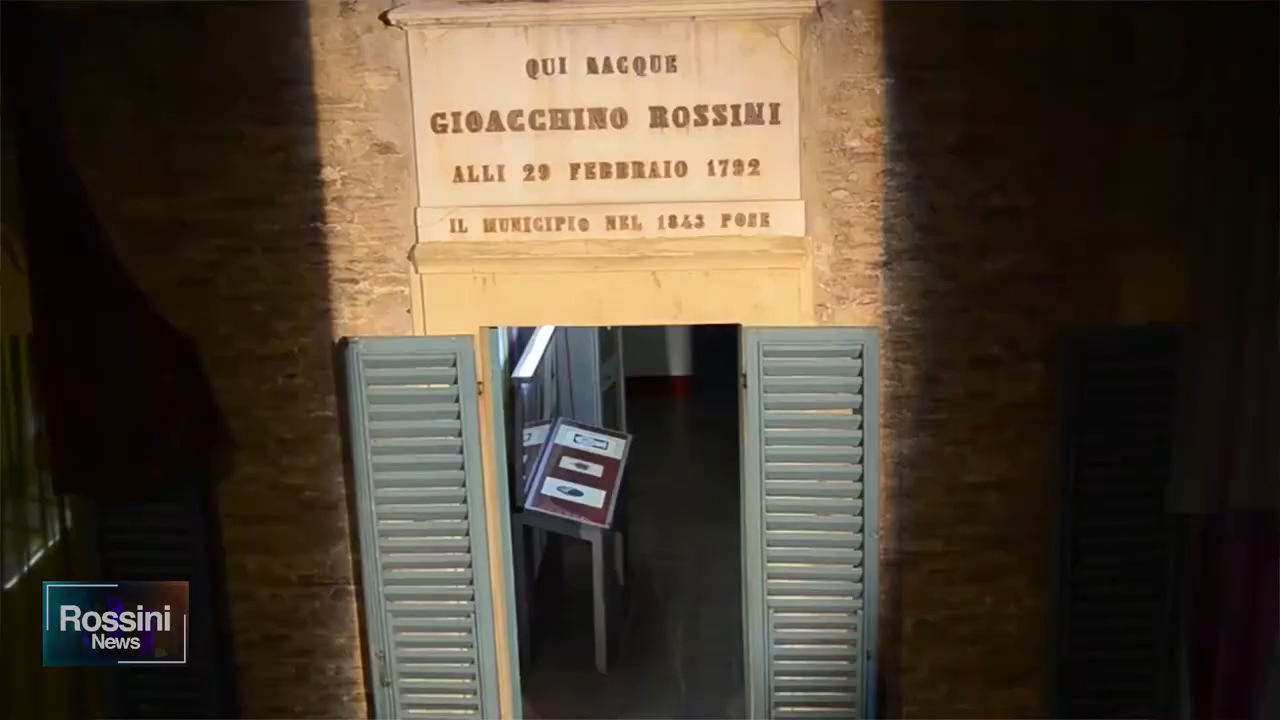 QUI NACQUE
GIOACCHINO ROSSINI
ALLI 29 FEBBRAIO 1792
IL MUNICIPIO NEL 1843 POSE
Rossini
News